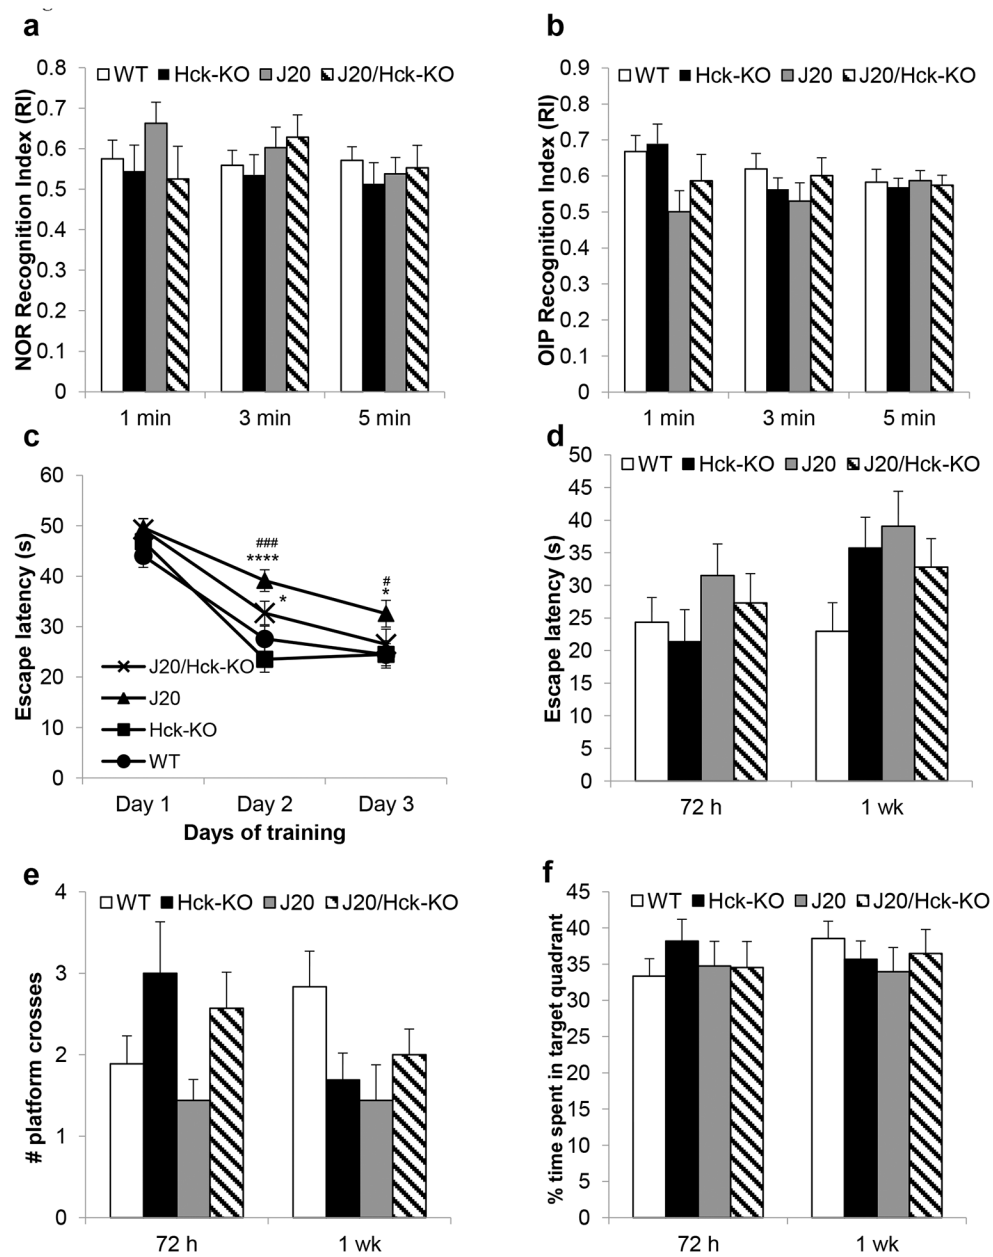 a
WT Hck-KO J20 J20/Hck-KO
NOR Recognition Index (RI)
0.8
0.7
0.6
0.5
0.4
0.3
0.2
0.1
0
1 min 3 min 5 min
b
WT Hck-KO J20 J20/Hck-KO
OIP Recognition Index (RI)
0.9
0.8
0.7
0.6
0.5
0.4
0.3
0.2
0.1
0
1 min 3 min 5 min
c
Escape latency (s)
60
50
40
30
20
10
0
###
****
*
#
*
J20/Hck-KO
J20
Hck-KO
WT
Day 1 Day 2 Day 3
Days of training
d
WT Hck-KO J20 J20/Hck-KO
Escape latency (s)
50
45
40
35
30
25
20
15
10
5
0
72 h 1 wk
e
WT Hck-KO J20 J20/Hck-KO
# platform crosses
4
3
2
1
0
72 h 1 wk
f
WT Hck-KO J20 J20/Hck-KO
% time spent in target quadrant
45
40
35
30
25
20
15
10
5
0
72 h 1 wk